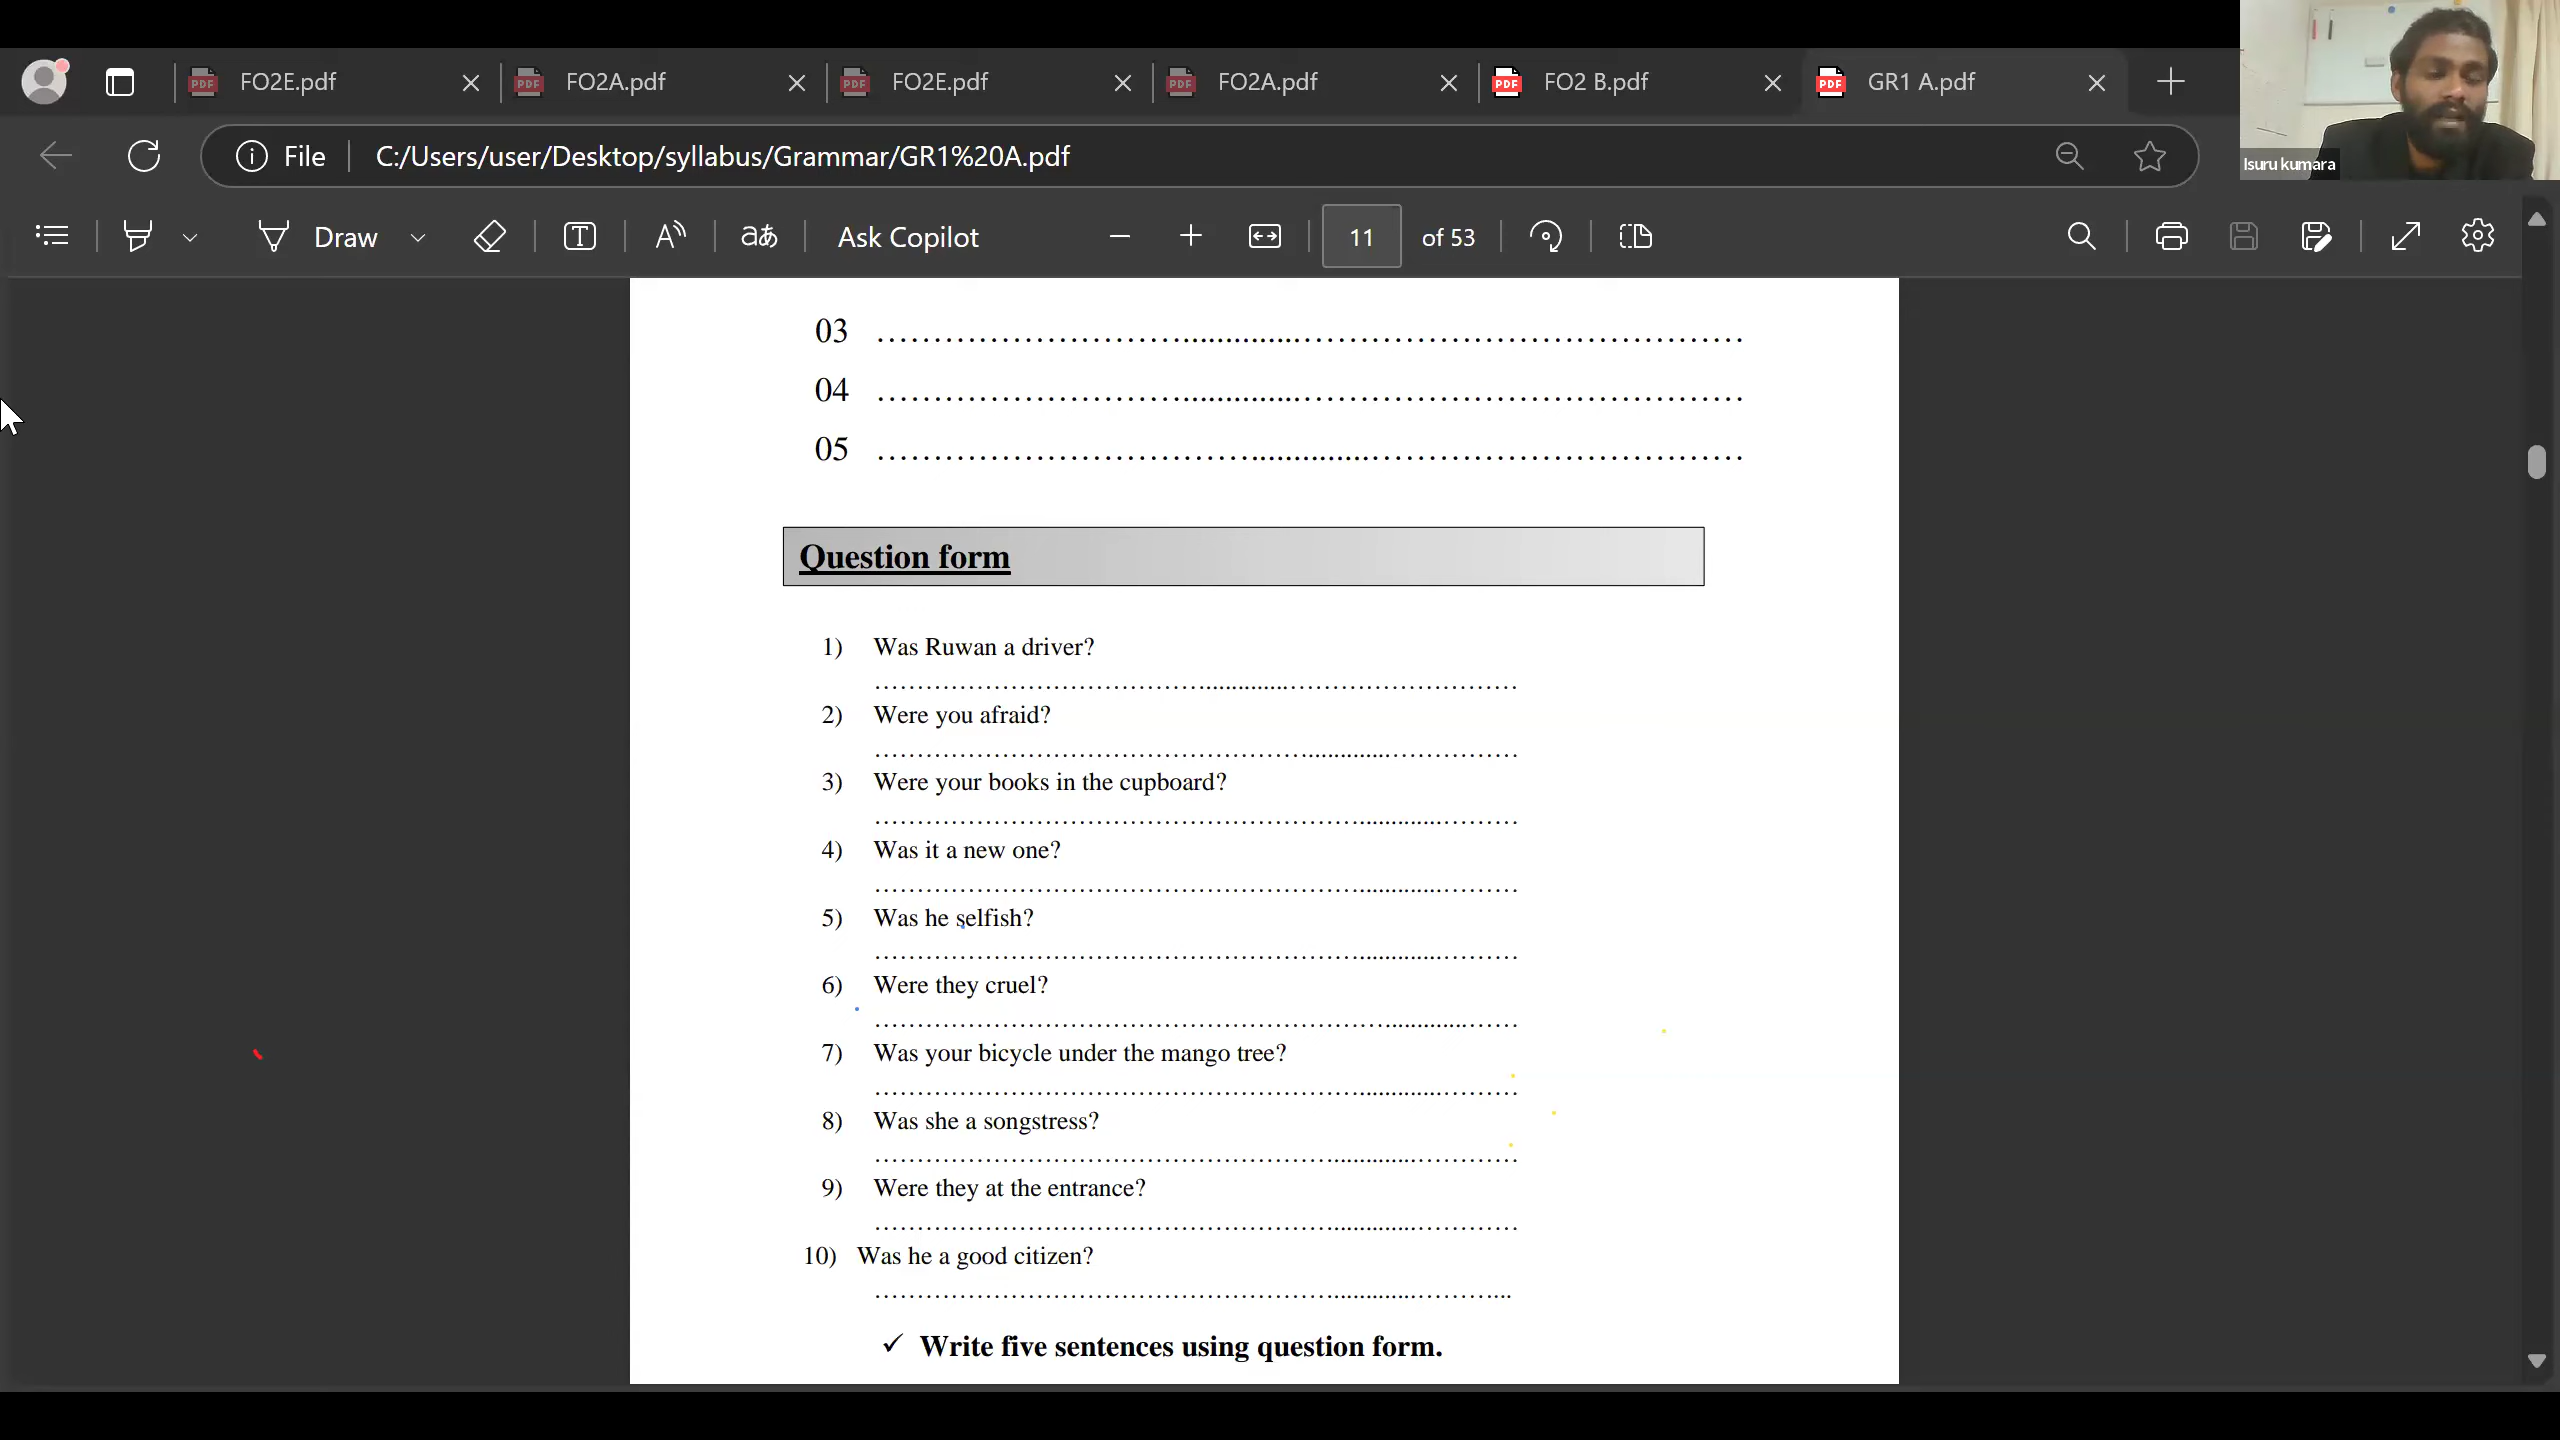 FO2E.pdf
FO2A.pdf
FO2E.pdf
FO2A.pdf
FO2 B.pdf
GR1 A.pdf
File
C:/Users/user/Desktop/syllabus/Grammar/GR1%20A.pdf
Isuru kumara
Draw
aあ
Ask Copilot
11
of 53
03 ................................................................................
04 ................................................................................
05 ................................................................................
Question form
1) Was Ruwan a driver?
................................................................................
2) Were you afraid?
................................................................................
3) Were your books in the cupboard?
................................................................................
4) Was it a new one?
................................................................................
5) Was he selfish?
................................................................................
6) Were they cruel?
................................................................................
7) Was your bicycle under the mango tree?
................................................................................
8) Was she a songstress?
................................................................................
9) Were they at the entrance?
................................................................................
10) Was he a good citizen?
................................................................................
✓ Write five sentences using question form.